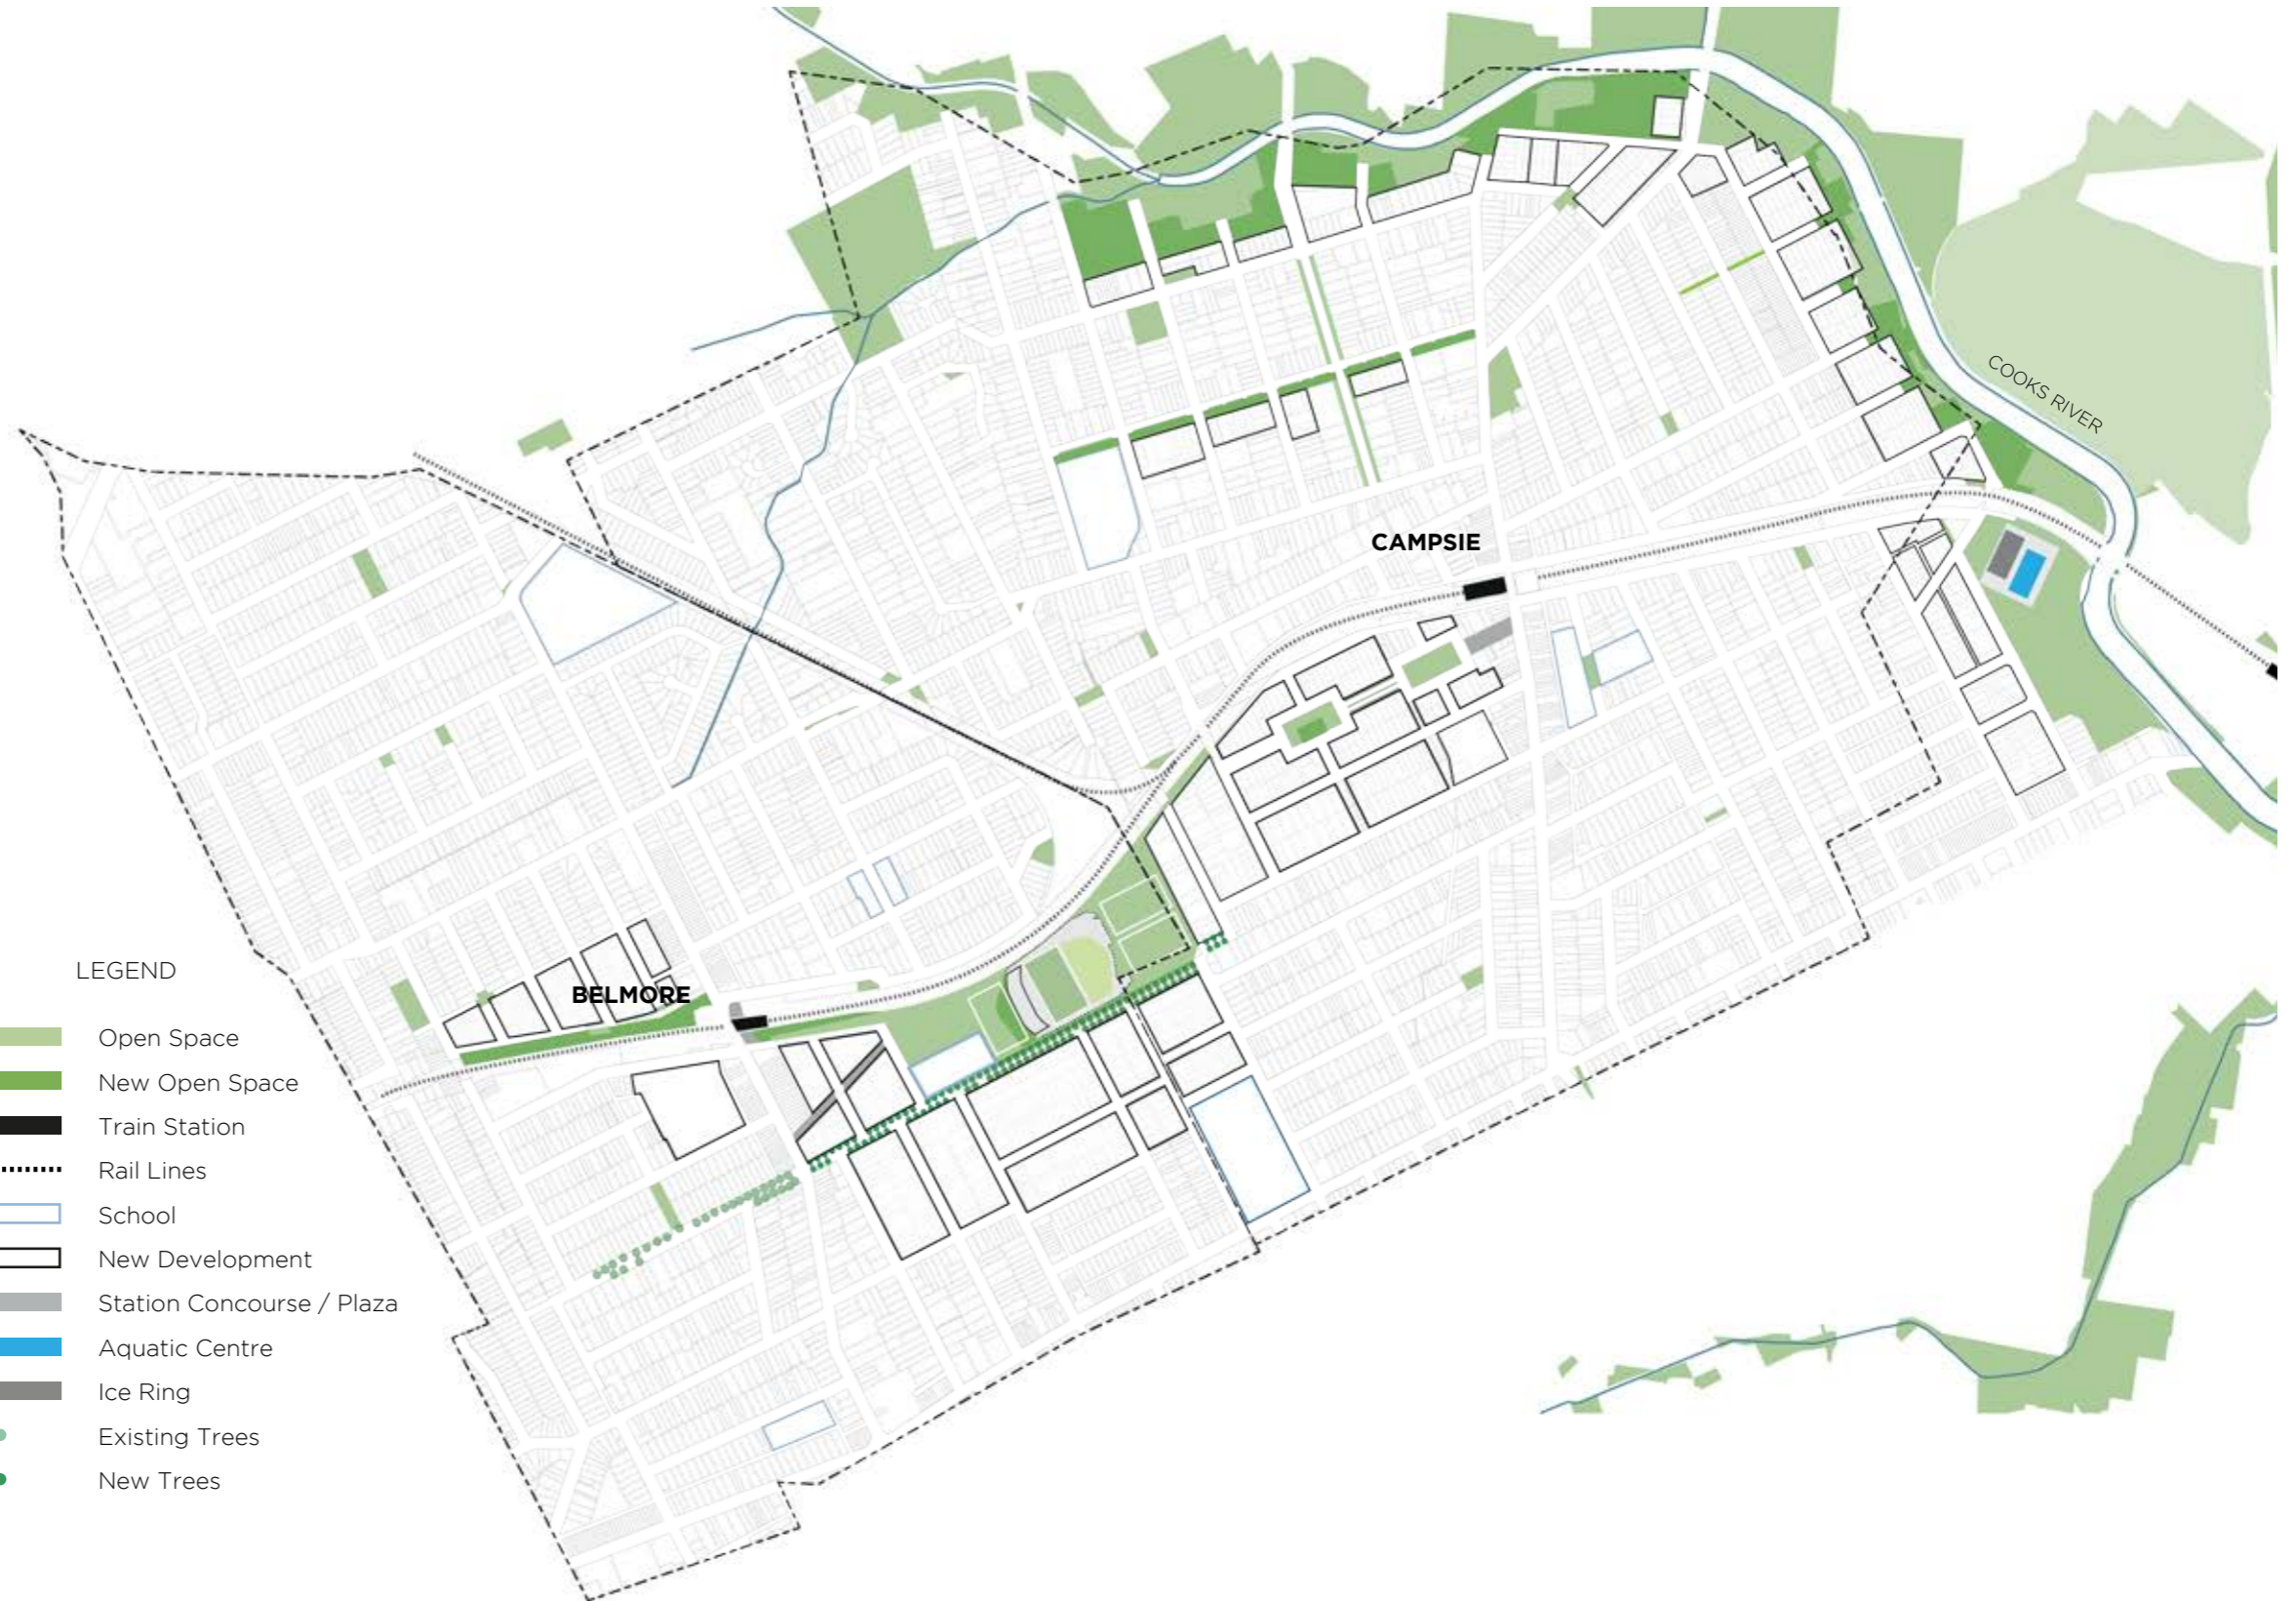 COOKS RIVER
CAMPSIE
BELMORE
LEGEND
Open Space
New Open Space
Train Station
Rail Lines
School
New Development
Station Concourse / Plaza
Aquatic Centre
Ice Ring
Existing Trees
New Trees